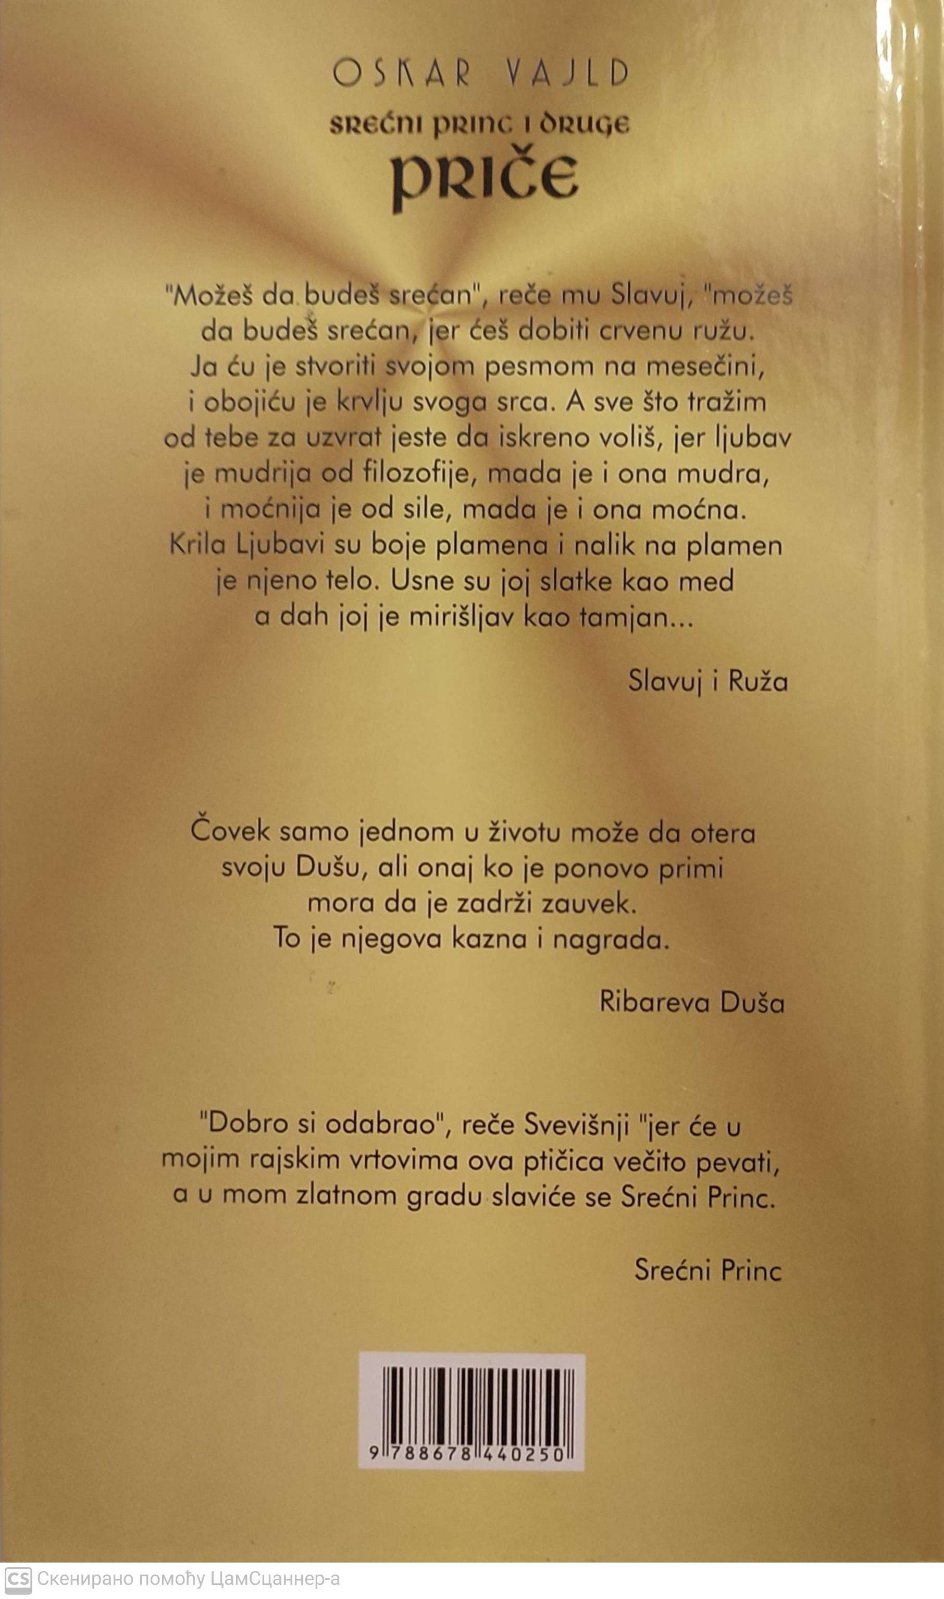 OSKAR VAJLD
SREĆNI PRINC I DRUGE
PRIČE
"Možeš da budeš srećan", reče mu Slavuj, "možeš
da budeš srećan, jer ćeš dobiti crvenu ružu.
Ja ću je stvoriti svojom pesmom na mesečini,
i obojiću je krvlju svoga srca. A sve što tražim
od tebe za uzvrat jeste da iskreno voliš, jer ljubav
je mudrija od filozofije, mada je i ona mudra,
i moćnija je od sile, mada je i ona moćna.
Krila Ljubavi su boje plamena i nalik na plamen
je njeno telo. Usne su joj slatke kao med
a dah joj je mirišljav kao tamjan...
Slavuj i Ruža
Čovek samo jednom u životu može da otera
svoju Dušu, ali onaj ko je ponovo primi
mora da je zadrži zauvek.
To je njegova kazna i nagrada.
Ribareva Duša
"Dobro si odabrao", reče Svevišnji "jer će u
mojim rajskim vrtovima ova ptičica večito pevati,
a u mom zlatnom gradu slaviće se Srećni Princ.
Srećni Princ
9 788678 440250
CS Скенирано помоћу ЦамСцаннер-а